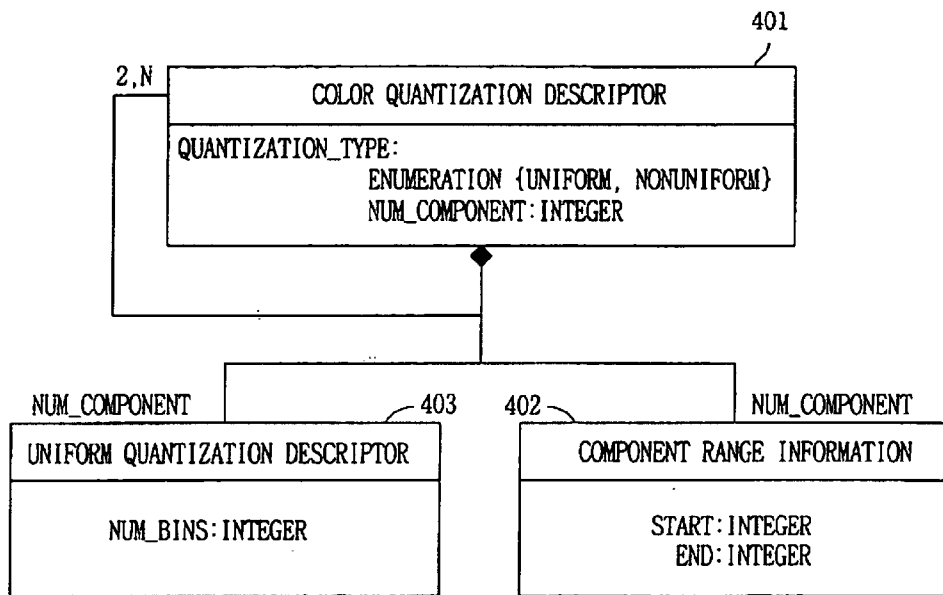 401
2,N
COLOR QUANTIZATION DESCRIPTOR
QUANTIZATION_TYPE:
ENUMERATION {UNIFORM, NONUNIFORM}
NUM_COMPONENT:INTEGER
NUM_COMPONENT
403
402
NUM_COMPONENT
UNIFORM QUANTIZATION DESCRIPTOR
NUM_BINS:INTEGER
COMPONENT RANGE INFORMATION
START:INTEGER
END:INTEGER